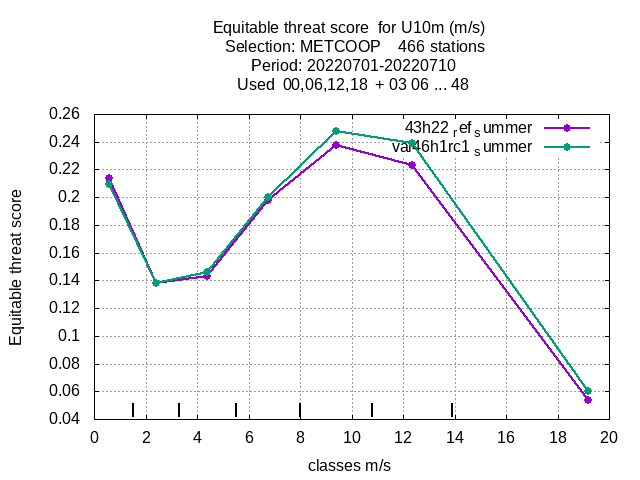 Equitable threat score for U10m (m/s)
Selection: METCOOP 466 stations
Period: 20220701-20220710
Used 00,06,12,18 + 03 06 ... 48
43h22 ref summer
val46h1rc1 summer
Equitable threat score
0.26
0.24
0.22
0.2
0.18
0.16
0.14
0.12
0.1
0.08
0.06
0.04
0 2 4 6 8 10 12 14 16 18 20
classes m/s